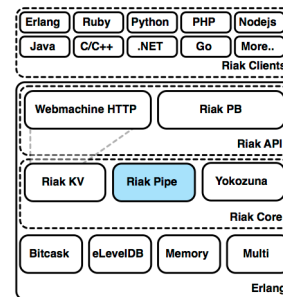 Erlang Ruby Python PHP Nodejs
Java C/C++ .NET Go More..
Riak Clients
Webmachine HTTP Riak PB
Riak API
Riak KV Riak Pipe Yokozuna
Riak Core
Bitcask eLevelDB Memory Multi
Erlang